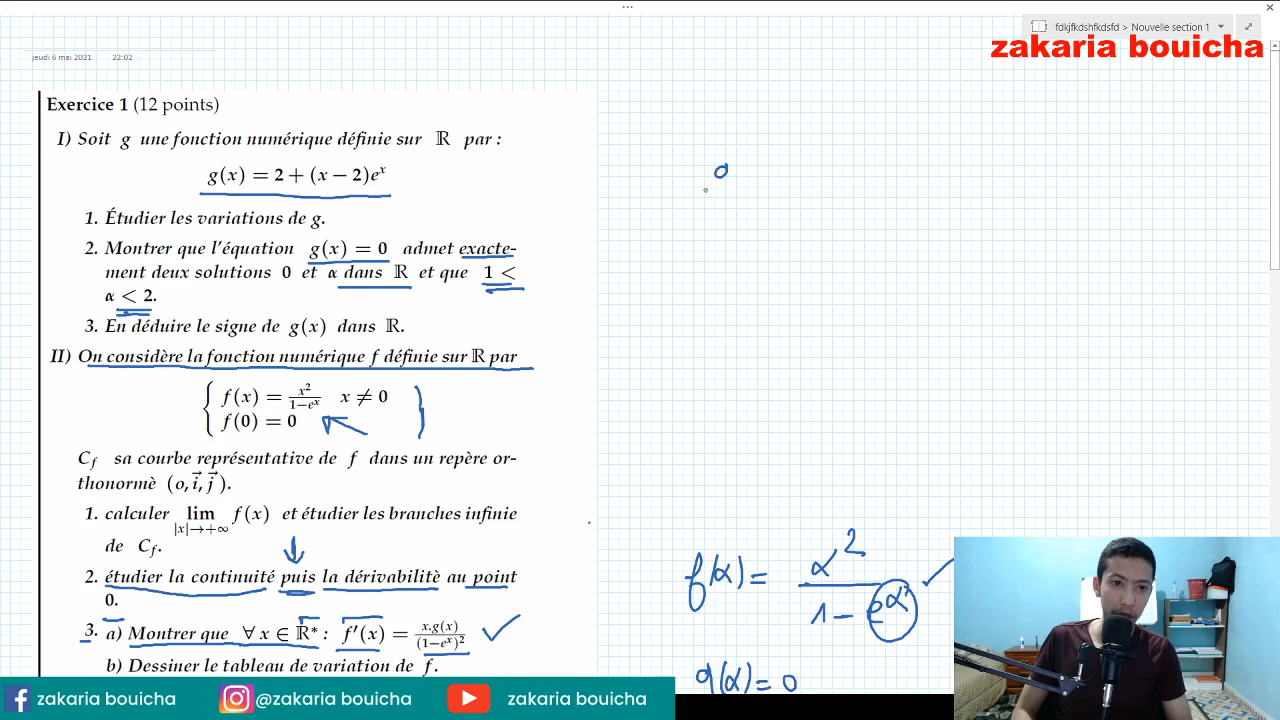 fdkjfkdshfkdsfd > Nouvelle section 1
zakaria bouicha
jeudi 6 mai 2021 22:02
Exercice 1 (12 points)
I) Soit g une fonction numérique définie sur ℝ par :
g(x) = 2 + (x − 2)eˣ
1. Étudier les variations de g.
2. Montrer que l'équation g(x) = 0 admet exacte-
ment deux solutions 0 et α dans ℝ et que 1 <
α < 2.
3. En déduire le signe de g(x) dans ℝ.
II) On considère la fonction numérique f définie sur ℝ par
{ f(x) = x²/(1−eˣ) x ≠ 0
f(0) = 0
C_f sa courbe représentative de f dans un repère or-
thonormè (o, i⃗, j⃗).
1. calculer lim_{|x|→+∞} f(x) et étudier les branches infinie
de C_f.
2. étudier la continuité puis la dérivabilité au point
0.
3. a) Montrer que ∀ x ∈ ℝ* : f′(x) = x.g(x)/(1−eˣ)²
b) Dessiner le tableau de variation de f.
f(α) = α²/(1 − e^α)
g(α) = 0
zakaria bouicha
@zakaria bouicha
zakaria bouicha